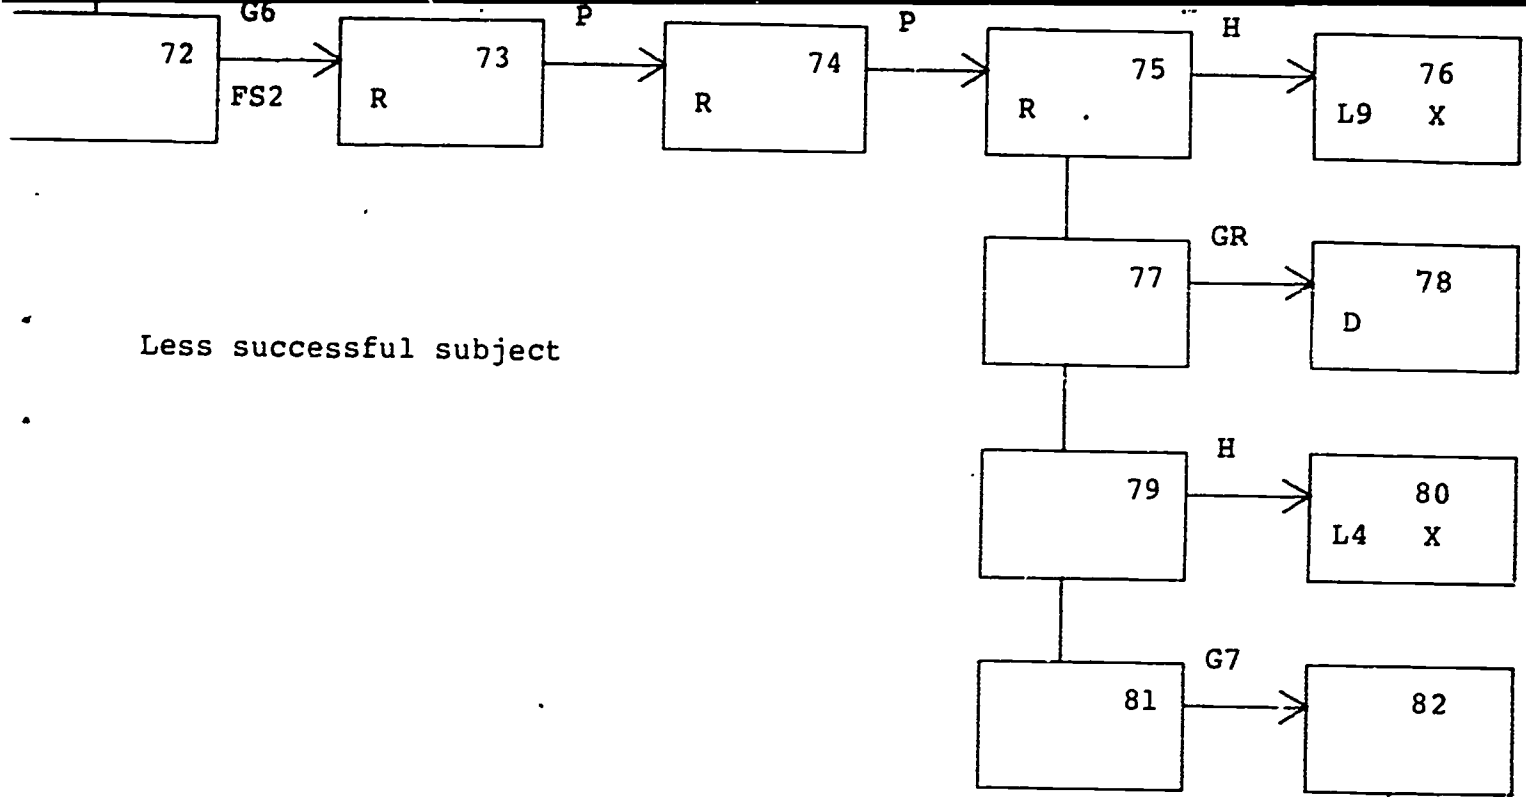 G6 P P H
72 73 74 75 76
FS2 R R R L9 X
GR
77 78
D
Less successful subject
H
79 80
L4 X
G7
81 82